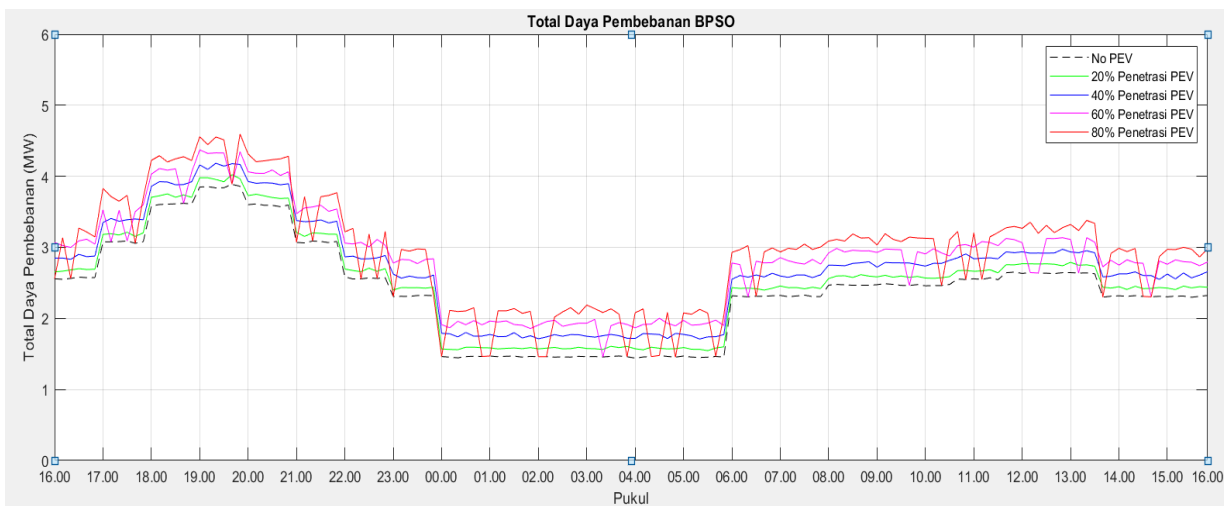 Total Daya Pembebanan BPSO
6
5
4
3
2
1
0
Total Daya Pembebanan (MW)
No PEV
20% Penetrasi PEV
40% Penetrasi PEV
60% Penetrasi PEV
80% Penetrasi PEV
16.00 17.00 18.00 19.00 20.00 21.00 22.00 23.00 00.00 01.00 02.00 03.00 04.00 05.00 06.00 07.00 08.00 09.00 10.00 11.00 12.00 13.00 14.00 15.00 16.00
Pukul